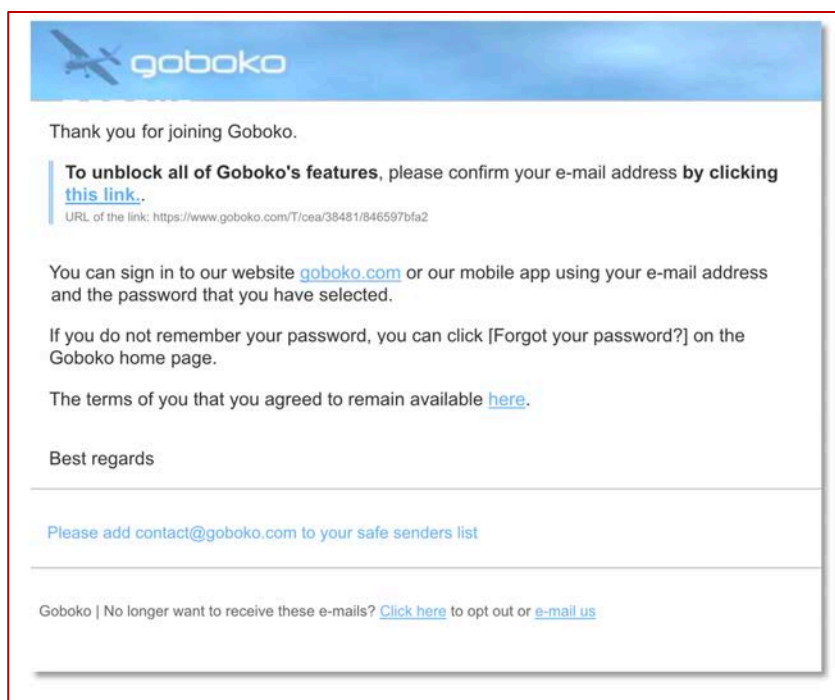 goboko
Thank you for joining Goboko.
To unblock all of Goboko's features, please confirm your e-mail address by clicking
this link..
URL of the link: https://www.goboko.com/T/cea/38481/846597bfa2
You can sign in to our website goboko.com or our mobile app using your e-mail address
and the password that you have selected.
If you do not remember your password, you can click [Forgot your password?] on the
Goboko home page.
The terms of you that you agreed to remain available here.
Best regards
Please add contact@goboko.com to your safe senders list
Goboko | No longer want to receive these e-mails? Click here to opt out or e-mail us